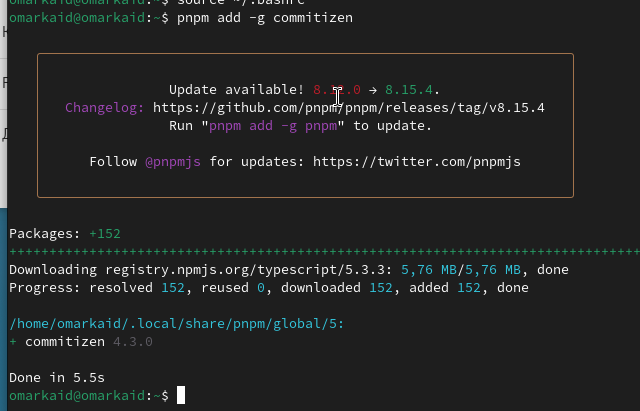 omarkaid@omarkaid:~$ source ~/.bashrc
omarkaid@omarkaid:~$ pnpm add -g commitizen
Update available! 8.15.0 → 8.15.4.
Changelog: https://github.com/pnpm/pnpm/releases/tag/v8.15.4
Run "pnpm add -g pnpm" to update.
Follow @pnpmjs for updates: https://twitter.com/pnpmjs
Packages: +152
++++++++++++++++++++++++++++++++++++++++++++++++++++++++++++++++++++++++++++++++
Downloading registry.npmjs.org/typescript/5.3.3: 5,76 MB/5,76 MB, done
Progress: resolved 152, reused 0, downloaded 152, added 152, done
/home/omarkaid/.local/share/pnpm/global/5:
+ commitizen 4.3.0
Done in 5.5s
omarkaid@omarkaid:~$